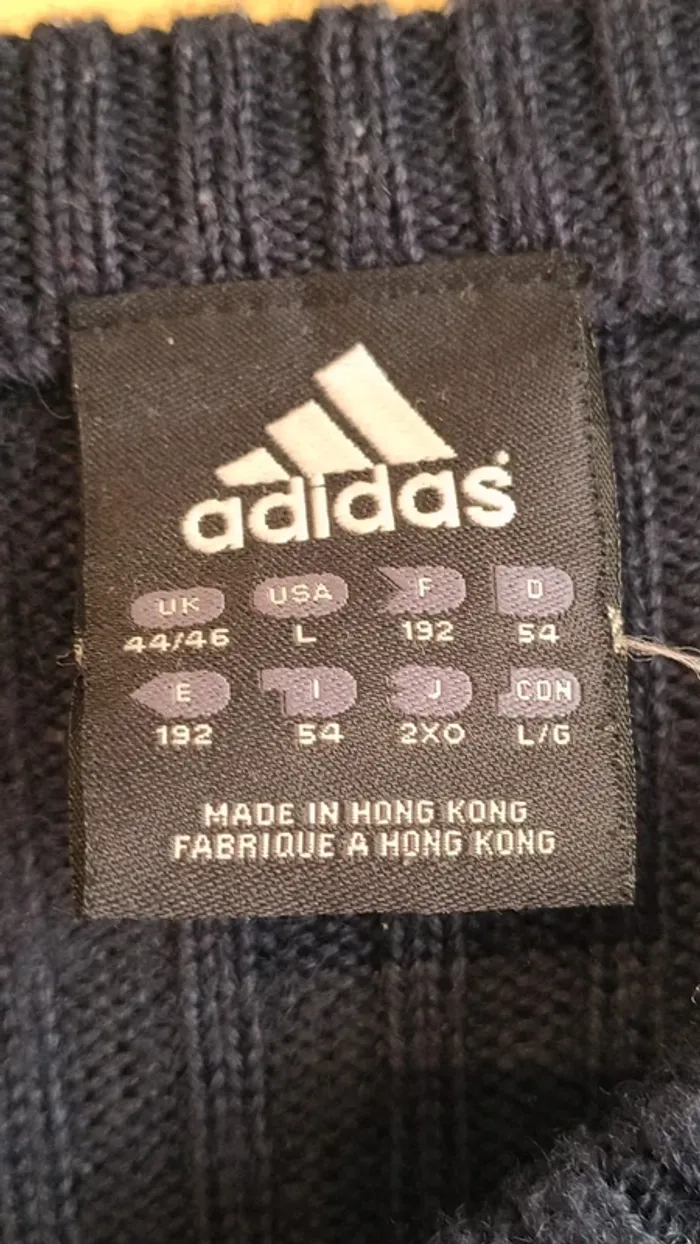 adidas
UK USA F D
44/46 L 192 54
E I J CDN
192 54 2XO L/G
MADE IN HONG KONG
FABRIQUE A HONG KONG